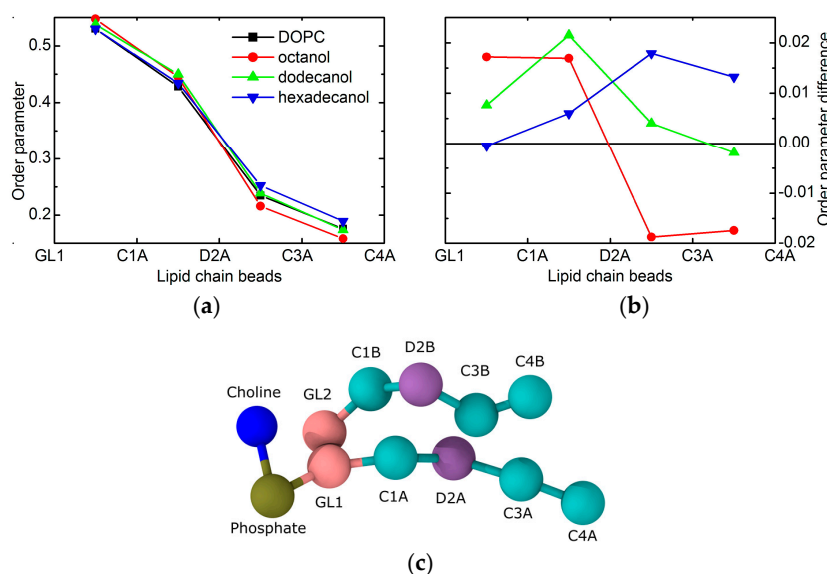 0.5
0.4
0.3
0.2
Order parameter
DOPC
octanol
dodecanol
hexadecanol
GL1 C1A D2A C3A C4A
Lipid chain beads
(a)
0.02
0.01
0.00
-0.01
-0.02
Order parameter difference
GL1 C1A D2A C3A C4A
Lipid chain beads
(b)
C1B D2B C3B C4B
Choline GL2
GL1 C1A D2A C3A C4A
Phosphate
(c)